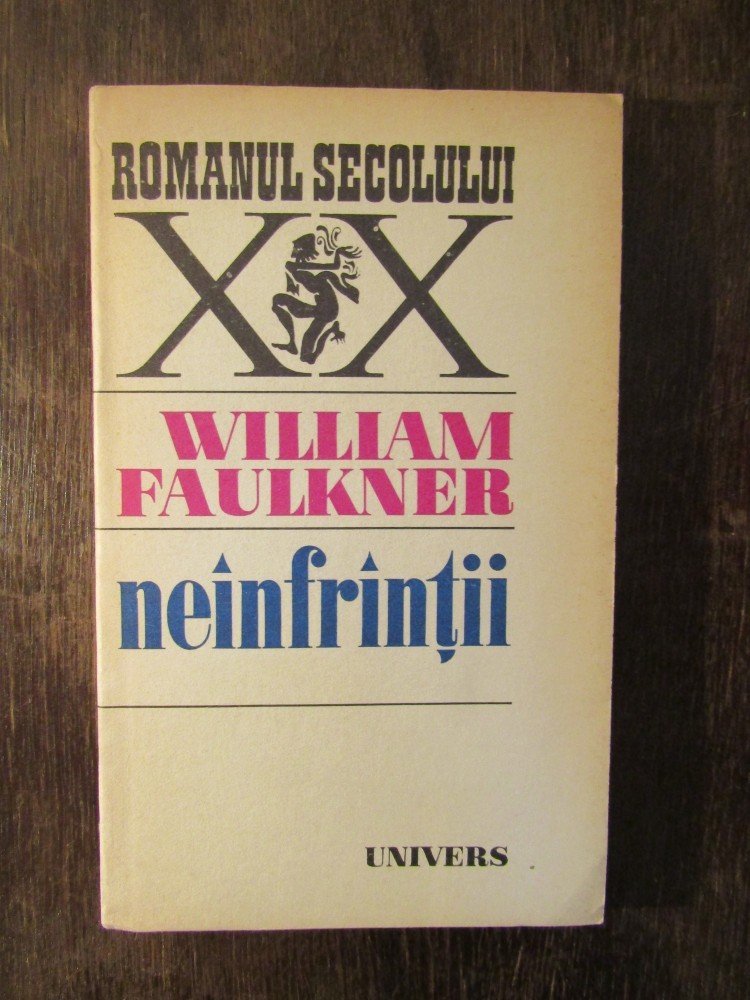 ROMANUL SECOLULUI
XX
WILLIAM
FAULKNER
neînfrînții
UNIVERS